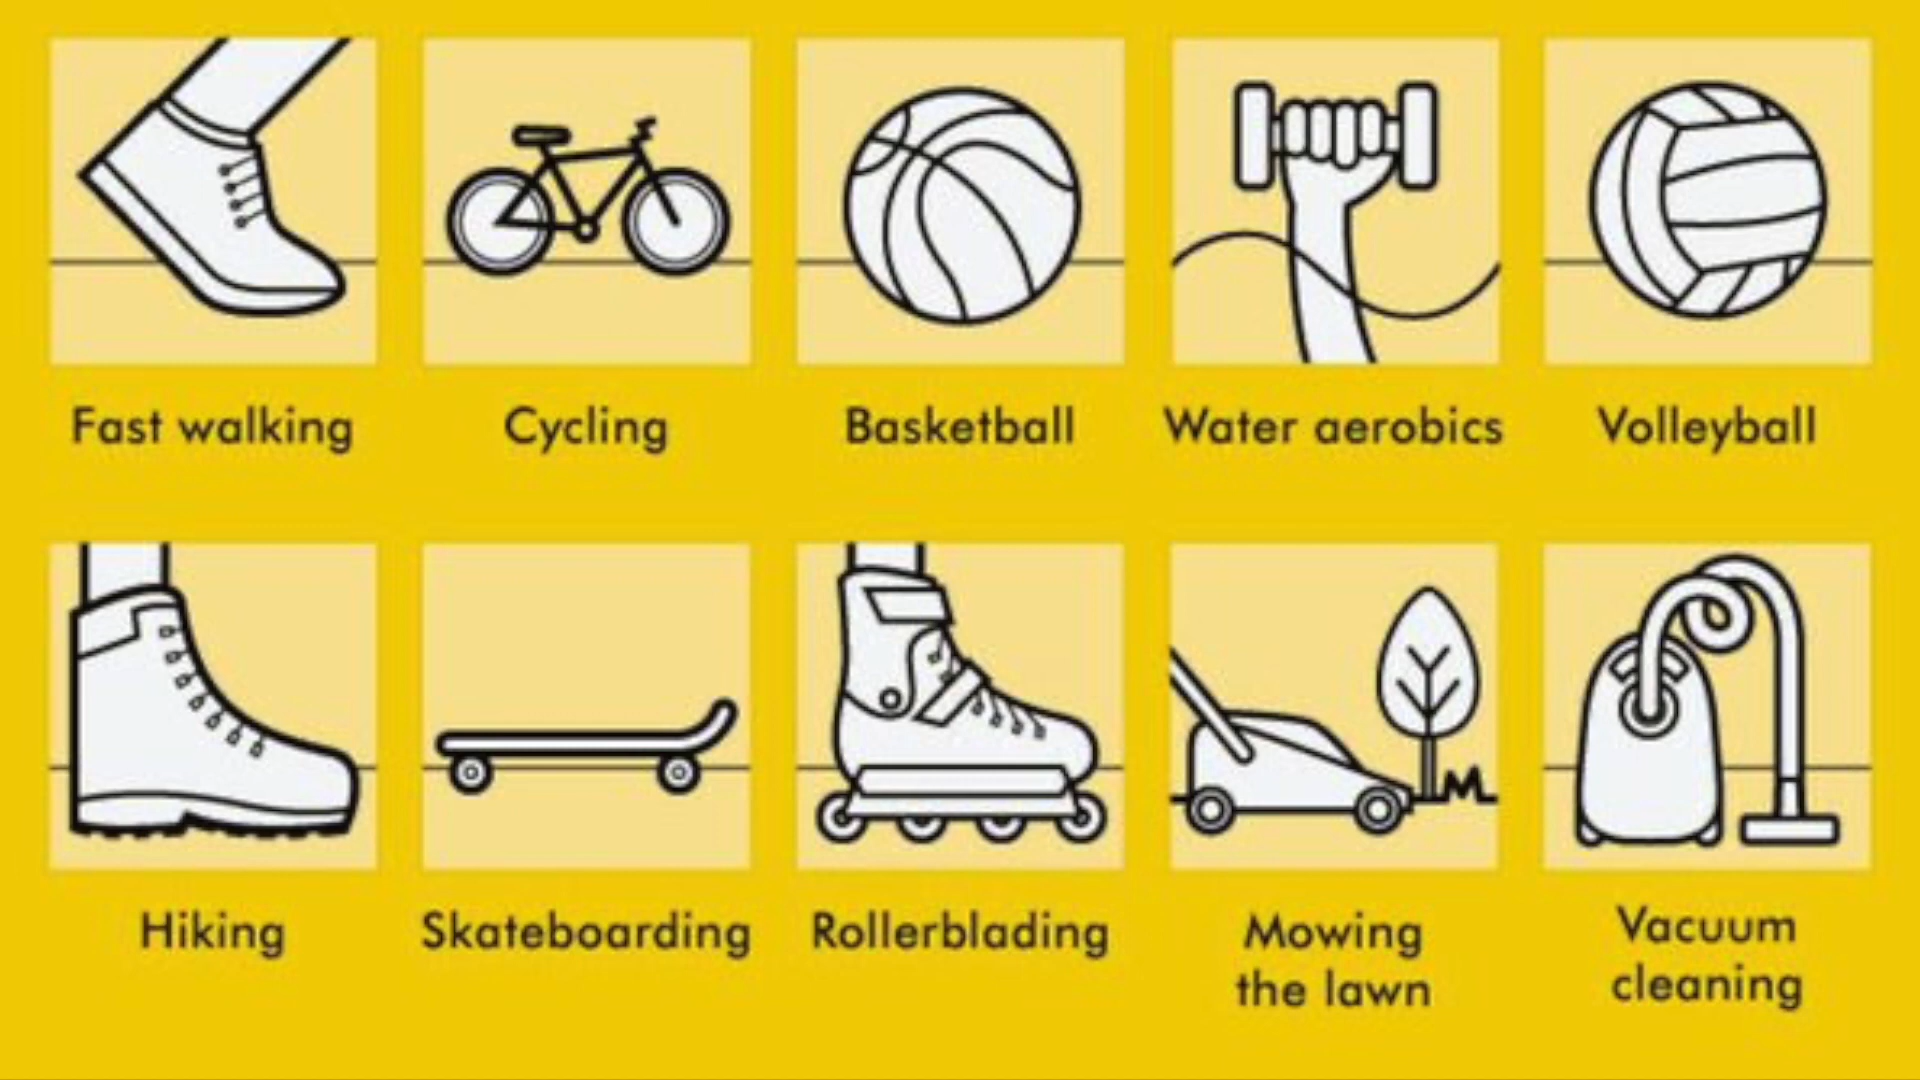 Fast walking
Cycling
Basketball
Water aerobics
Volleyball
Hiking
Skateboarding
Rollerblading
Mowing
the lawn
Vacuum
cleaning